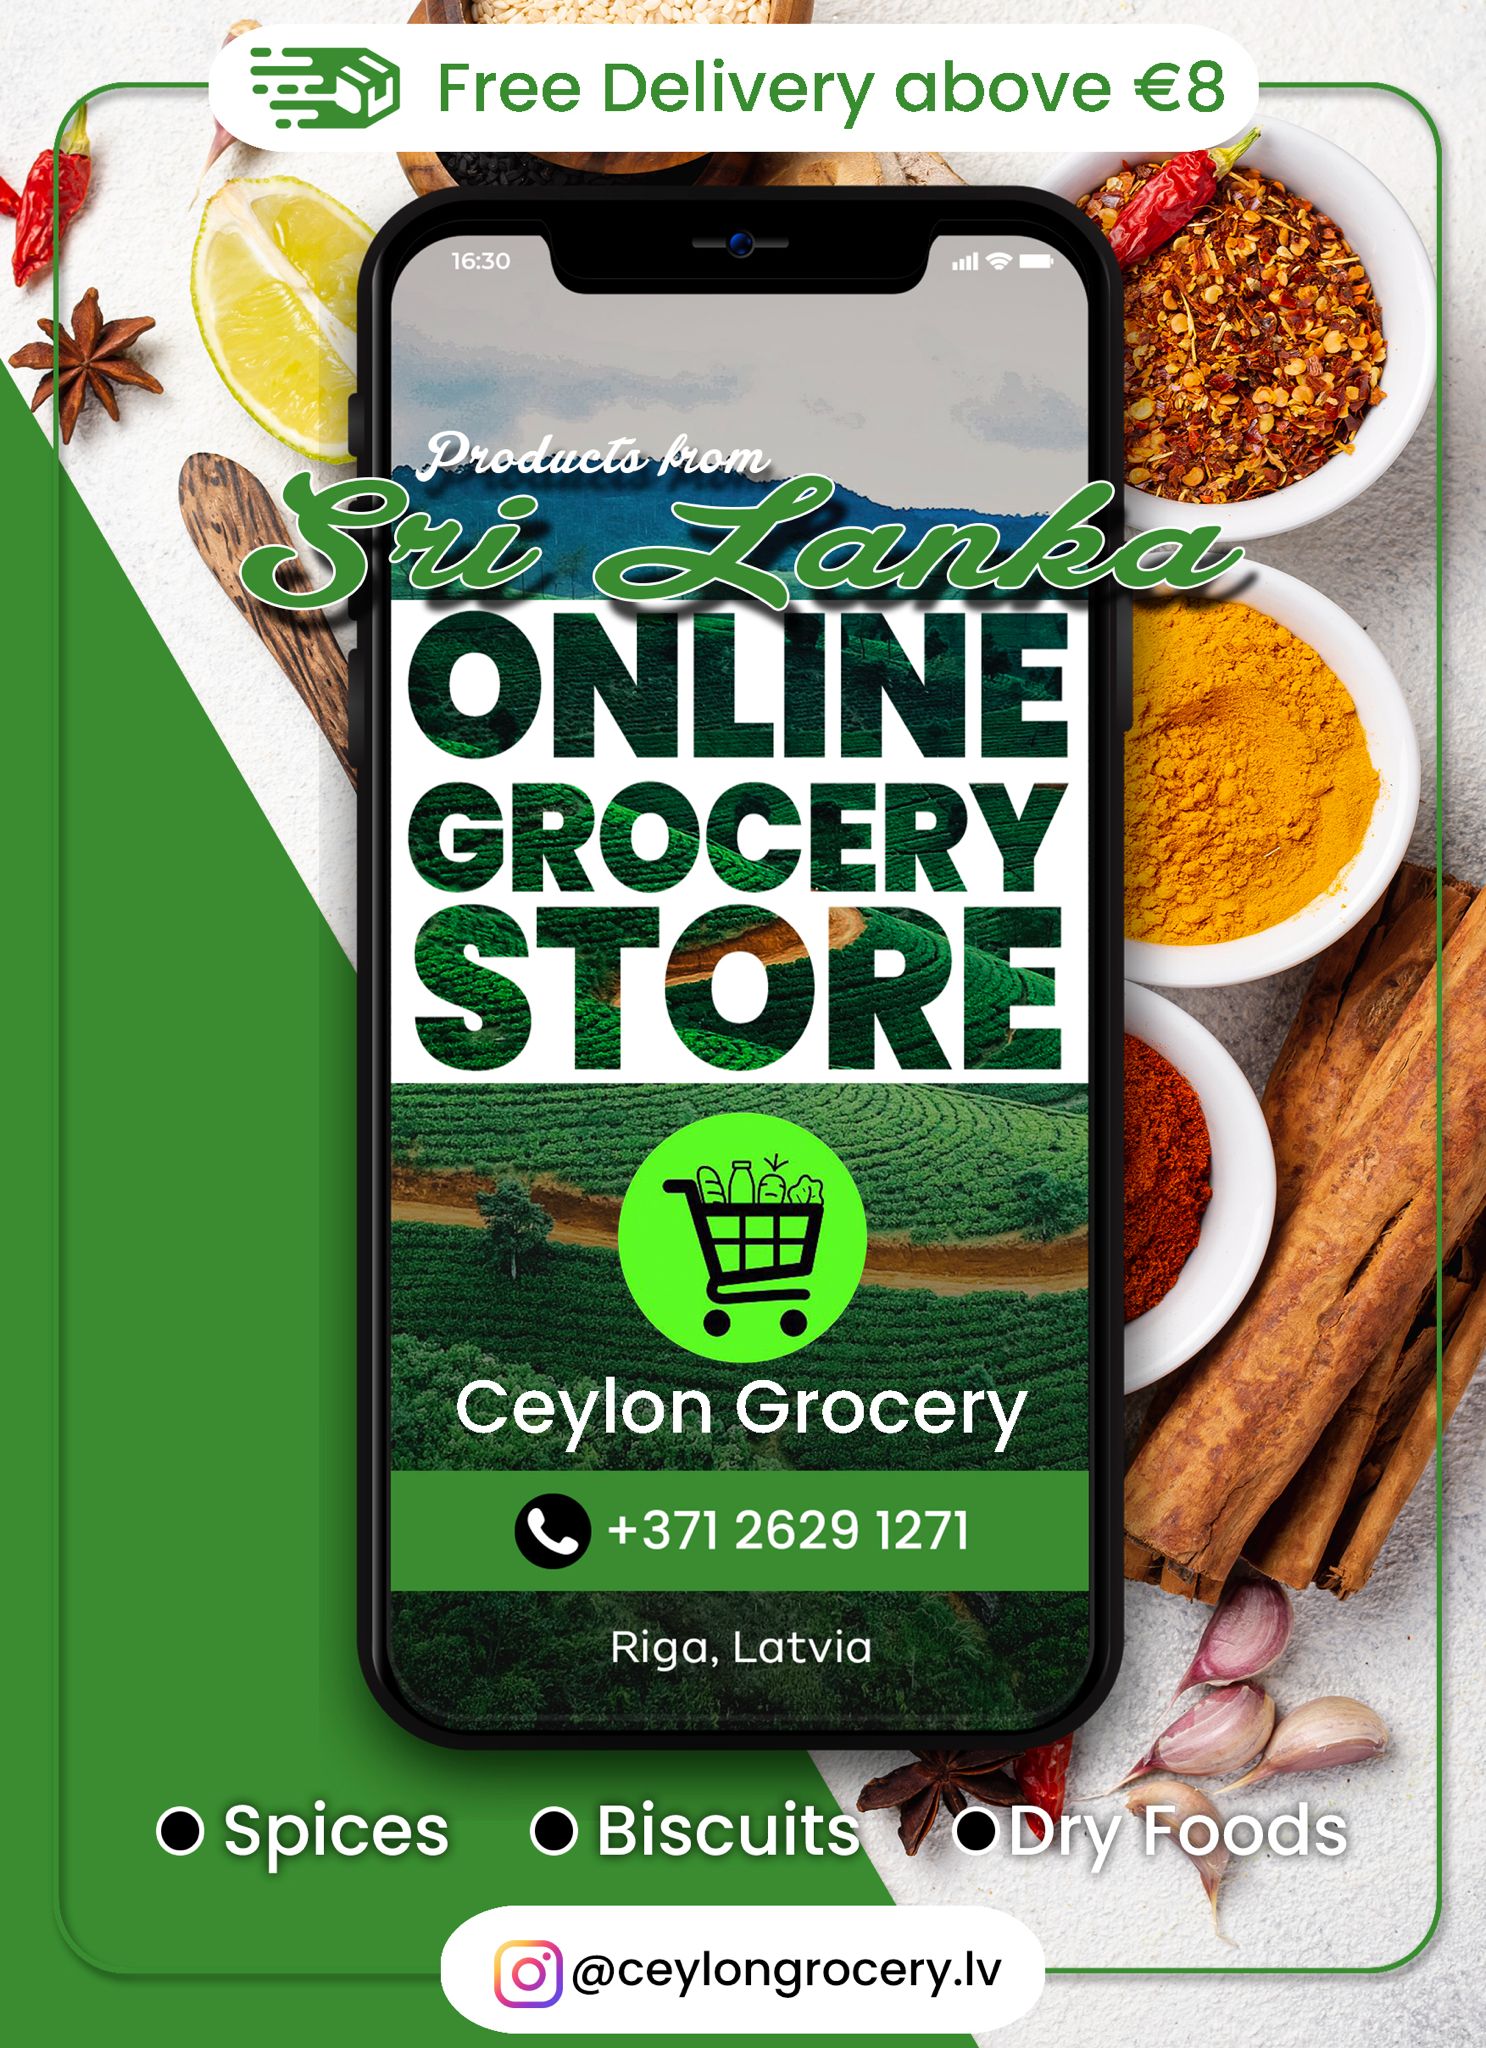 Free Delivery above €8
16:30
Products from
Sri Lanka
ONLINE
GROCERY
STORE
Ceylon Grocery
+371 2629 1271
Riga, Latvia
Spices
Biscuits
Dry Foods
@ceylongrocery.lv